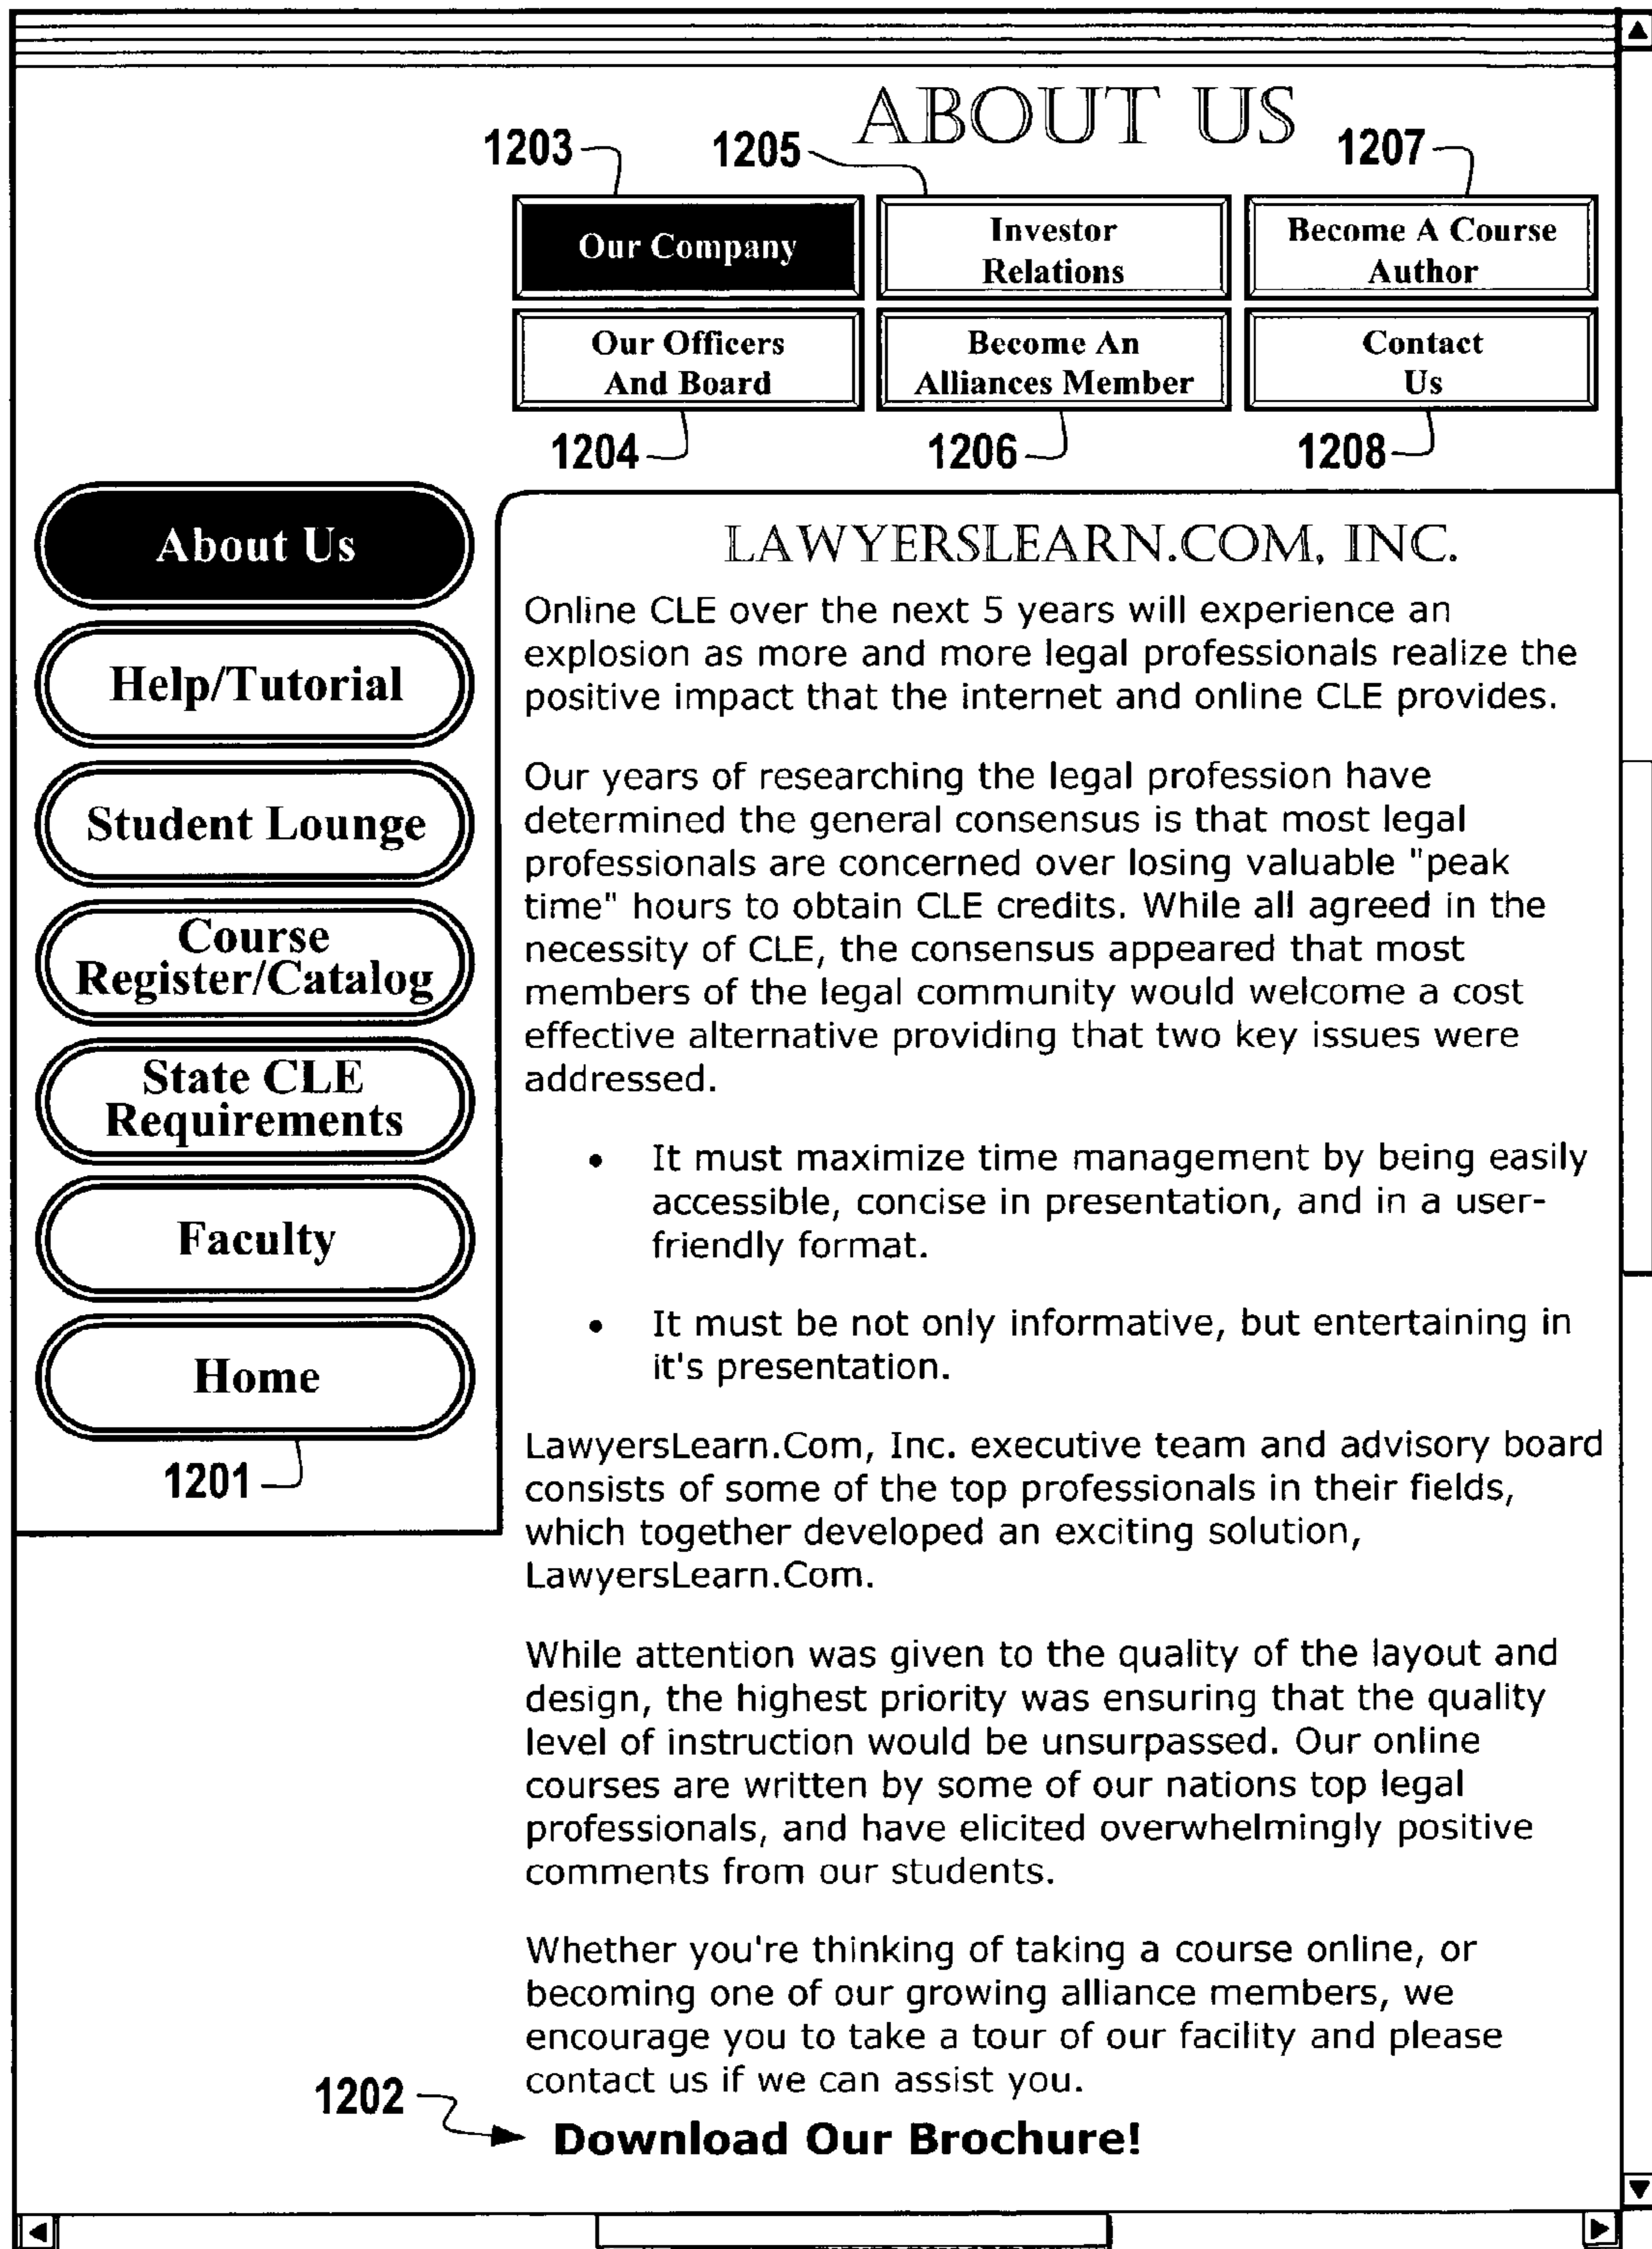 ABOUT US
1203
1205
1207
Our Company
Investor
Relations
Become A Course
Author
Our Officers
And Board
Become An
Alliances Member
Contact
Us
1204
1206
1208
About Us
Help/Tutorial
Student Lounge
Course
Register/Catalog
State CLE
Requirements
Faculty
Home
1201
LAWYERSLEARN.COM, INC.
Online CLE over the next 5 years will experience an
explosion as more and more legal professionals realize the
positive impact that the internet and online CLE provides.
Our years of researching the legal profession have
determined the general consensus is that most legal
professionals are concerned over losing valuable "peak
time" hours to obtain CLE credits. While all agreed in the
necessity of CLE, the consensus appeared that most
members of the legal community would welcome a cost
effective alternative providing that two key issues were
addressed.
• It must maximize time management by being easily
accessible, concise in presentation, and in a user-
friendly format.
• It must be not only informative, but entertaining in
it's presentation.
LawyersLearn.Com, Inc. executive team and advisory board
consists of some of the top professionals in their fields,
which together developed an exciting solution,
LawyersLearn.Com.
While attention was given to the quality of the layout and
design, the highest priority was ensuring that the quality
level of instruction would be unsurpassed. Our online
courses are written by some of our nations top legal
professionals, and have elicited overwhelmingly positive
comments from our students.
Whether you're thinking of taking a course online, or
becoming one of our growing alliance members, we
encourage you to take a tour of our facility and please
contact us if we can assist you.
1202
Download Our Brochure!